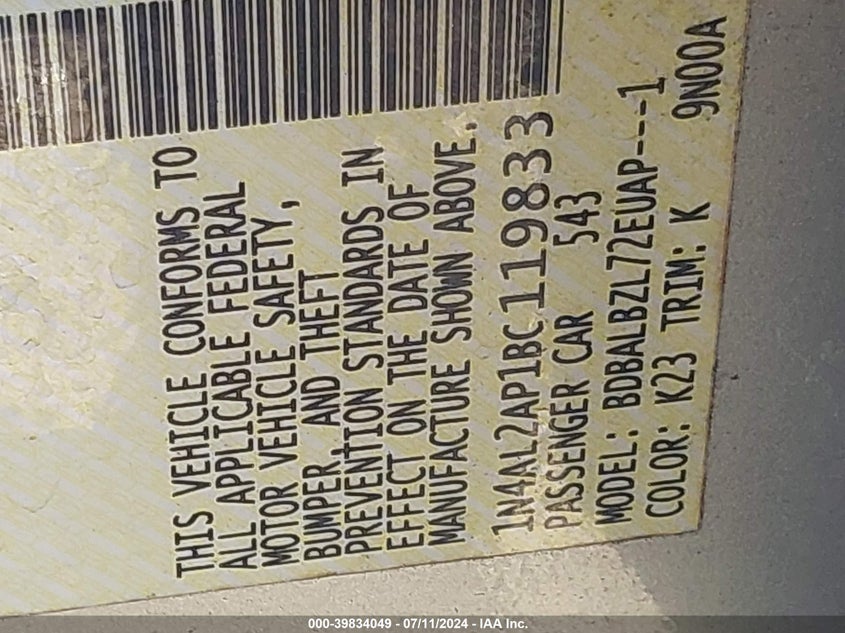 THIS VEHICLE CONFORMS TO
ALL APPLICABLE FEDERAL
MOTOR VEHICLE SAFETY,
BUMPER, AND THEFT
PREVENTION STANDARDS IN
EFFECT ON THE DATE OF
MANUFACTURE SHOWN ABOVE.
1N4AL2AP1BC119833
PASSENGER CAR 543
MODEL: BDBALBZL72EUAP---1
COLOR: K23 TRIM: K 9N00A
000-39834049 - 07/11/2024 - IAA Inc.